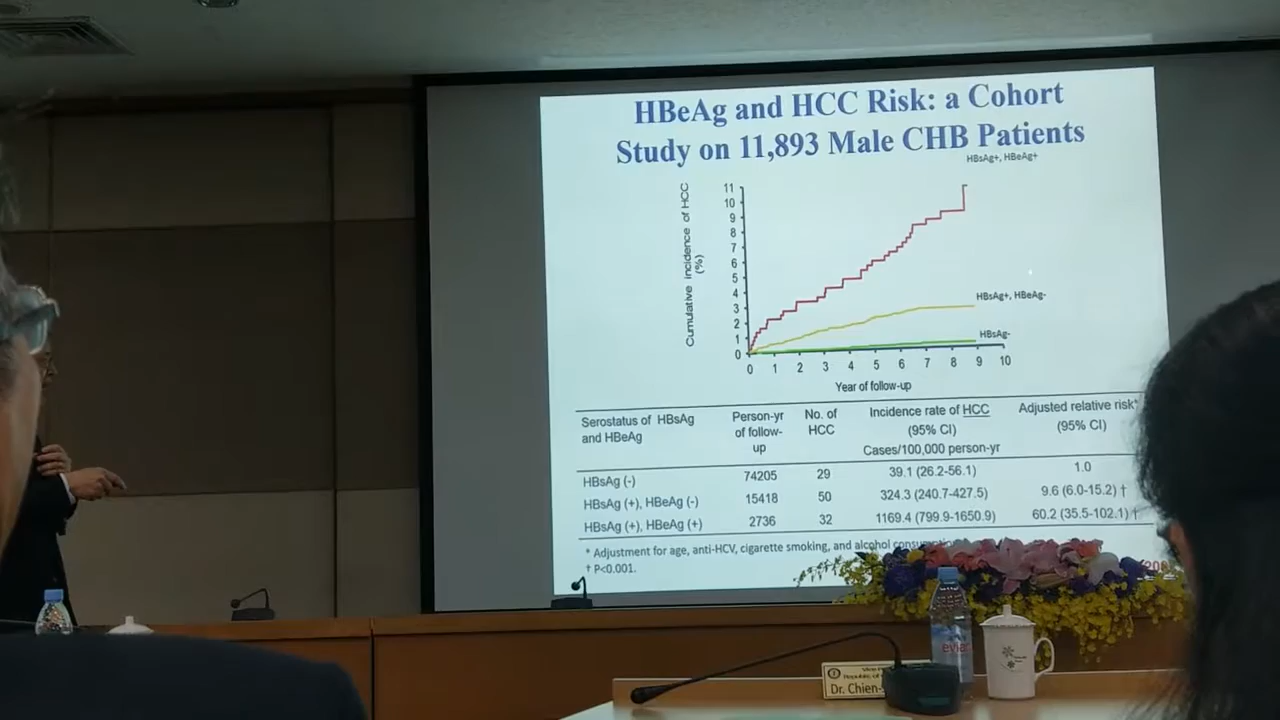 HBeAg and HCC Risk: a Cohort
Study on 11,893 Male CHB Patients
HBsAg+, HBeAg+
Cumulative incidence of HCC
(%)
11
10
9
8
7
6
5
4
3
2
1
0
HBsAg+, HBeAg-
HBsAg-
0 1 2 3 4 5 6 7 8 9 10
Year of follow-up
Serostatus of HBsAg
and HBeAg
Person-yr
of follow-
up
No. of
HCC
Incidence rate of HCC
(95% CI)
Cases/100,000 person-yr
Adjusted relative risk*
(95% CI)
HBsAg (-) 74205 29 39.1 (26.2-56.1) 1.0
HBsAg (+), HBeAg (-) 15418 50 324.3 (240.7-427.5) 9.6 (6.0-15.2) †
HBsAg (+), HBeAg (+) 2736 32 1169.4 (799.9-1650.9) 60.2 (35.5-102.1) †
* Adjustment for age, anti-HCV, cigarette smoking, and alcohol
† P<0.001.
evian
Dr. Chien-